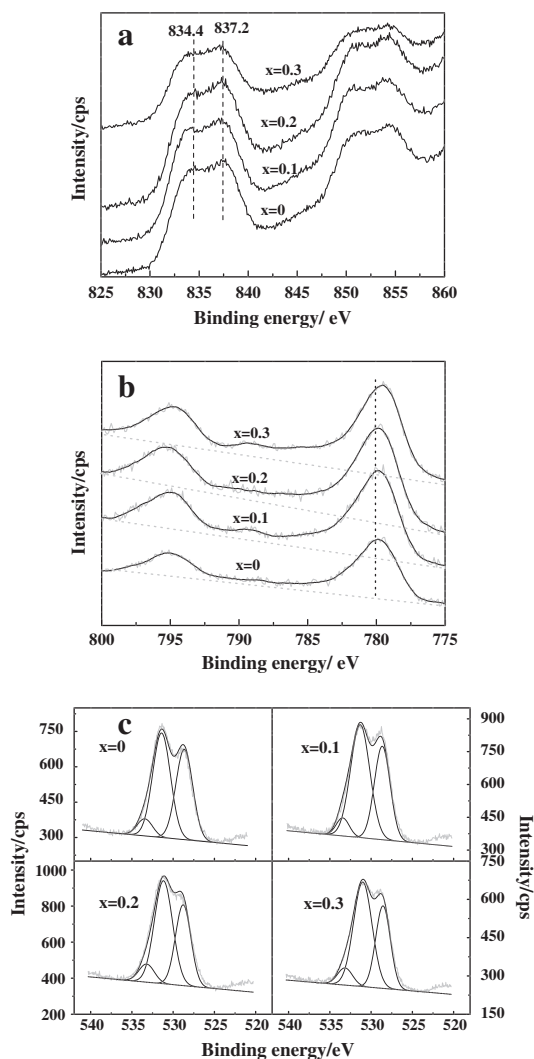 a
834.4 837.2
x=0.3
x=0.2
x=0.1
x=0
Intensity/cps
825 830 835 840 845 850 855 860
Binding energy/ eV
b
x=0.3
x=0.2
x=0.1
x=0
Intensity/cps
800 795 790 785 780 775
Binding energy/ eV
c
x=0
750
600
450
300
x=0.1
900
750
600
450
300
x=0.2
1000
800
600
400
200
x=0.3
750
600
450
300
150
Intensity/cps
Intensity/cps
540 535 530 525 520 540 535 530 525 520
Binding energy/eV